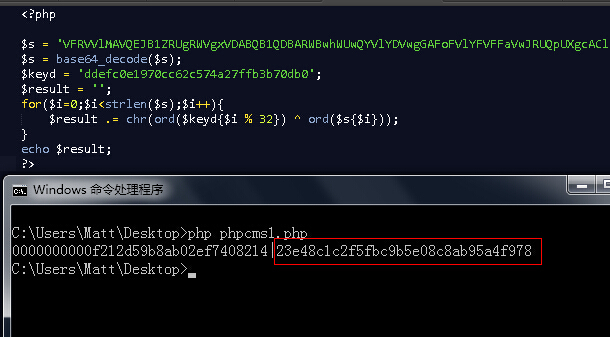 <?php
$s = 'VFRVVlMAVQEJB1ZRUgRWVgxVDABQB1QDBARWBwhWUwQYVlYDVwgGAFoFVlYFVFFaVwJRUQpUXgcACl
$s = base64_decode($s);
$keyd = 'ddefc0e1970cc62c574a27ffb3b70db0';
$result = '';
for($i=0;$i<strlen($s);$i++){
$result .= chr(ord($keyd{$i % 32}) ^ ord($s{$i}));
}
echo $result;
?>
Windows 命令处理程序
C:\Users\Matt\Desktop>php phpcms1.php
0000000000f212d59b8ab02ef7408214|23e48c1c2f5fbc9b5e08c8ab95a4f978
C:\Users\Matt\Desktop>